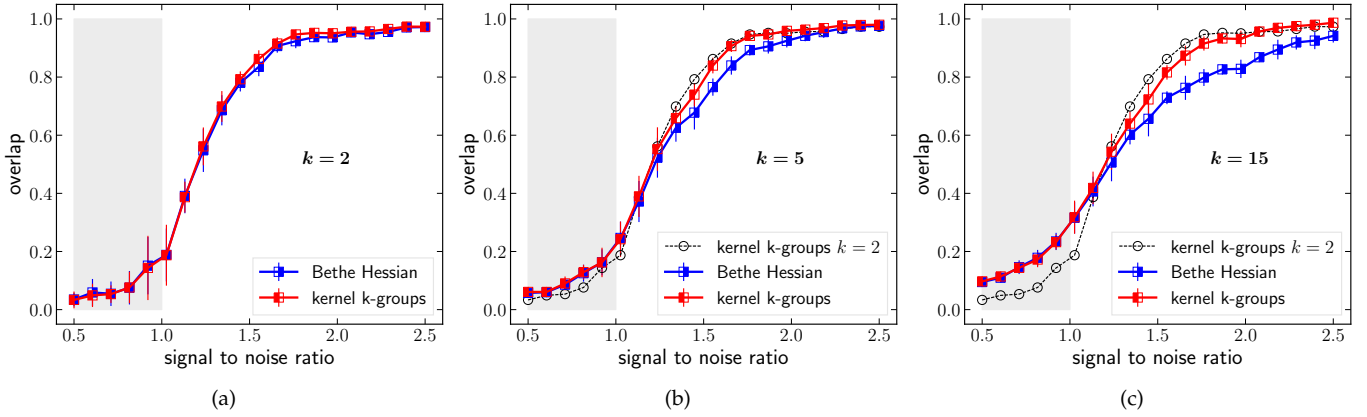 1.0
0.8
0.6
0.4
0.2
0.0
overlap
k = 2
Bethe Hessian
kernel k-groups
0.5 1.0 1.5 2.0 2.5
signal to noise ratio
(a)
1.0
0.8
0.6
0.4
0.2
0.0
overlap
k = 5
kernel k-groups k = 2
Bethe Hessian
kernel k-groups
0.5 1.0 1.5 2.0 2.5
signal to noise ratio
(b)
1.0
0.8
0.6
0.4
0.2
0.0
overlap
k = 15
kernel k-groups k = 2
Bethe Hessian
kernel k-groups
0.5 1.0 1.5 2.0 2.5
signal to noise ratio
(c)